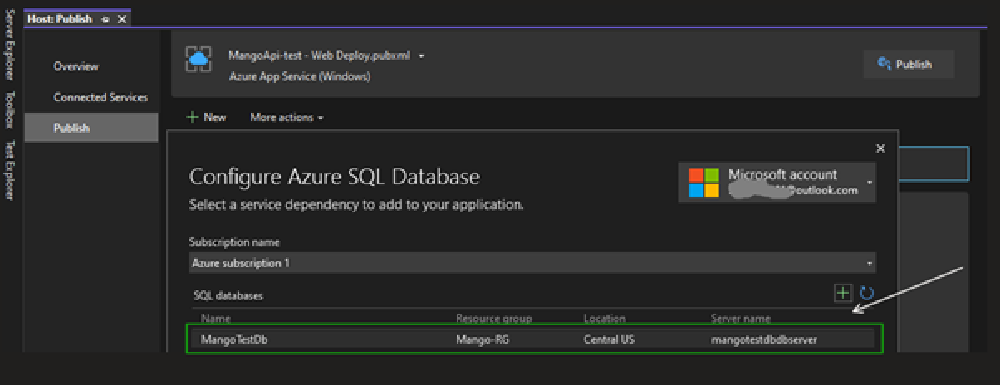 Server Explorer
Toolbox
Test Explorer
Host: Publish
Overview
Connected Services
Publish
MangoApi-test - Web Deploy.pubxml
Azure App Service (Windows)
Publish
New
More actions
Configure Azure SQL Database
Select a service dependency to add to your application.
Microsoft account
@outlook.com
Subscription name
Azure subscription 1
SQL databases
Name Resource group Location Server name
MangoTestDb Mango-RG Central US mangotestdbdbserver